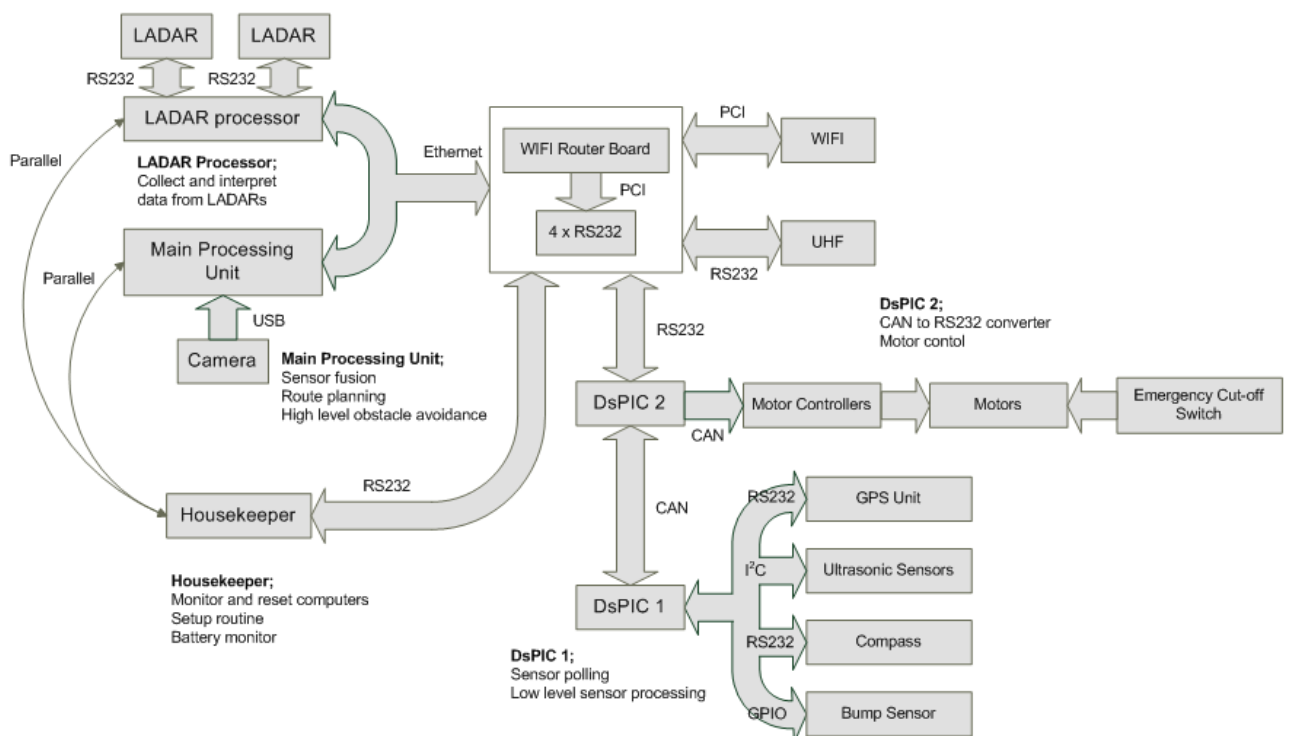 LADAR
LADAR
RS232
RS232
LADAR processor
Parallel
LADAR Processor;
Collect and interpret
data from LADARs
Ethernet
WIFI Router Board
PCI
4 x RS232
PCI
WIFI
RS232
UHF
Main Processing
Unit
Parallel
USB
Camera
Main Processing Unit;
Sensor fusion
Route planning
High level obstacle avoidance
RS232
DsPIC 2;
CAN to RS232 converter
Motor contol
DsPIC 2
CAN
Motor Controllers
Motors
Emergency Cut-off
Switch
RS232
Housekeeper
CAN
Housekeeper;
Monitor and reset computers
Setup routine
Battery monitor
DsPIC 1
DsPIC 1;
Sensor polling
Low level sensor processing
RS232
GPS Unit
I²C
Ultrasonic Sensors
RS232
Compass
GPIO
Bump Sensor